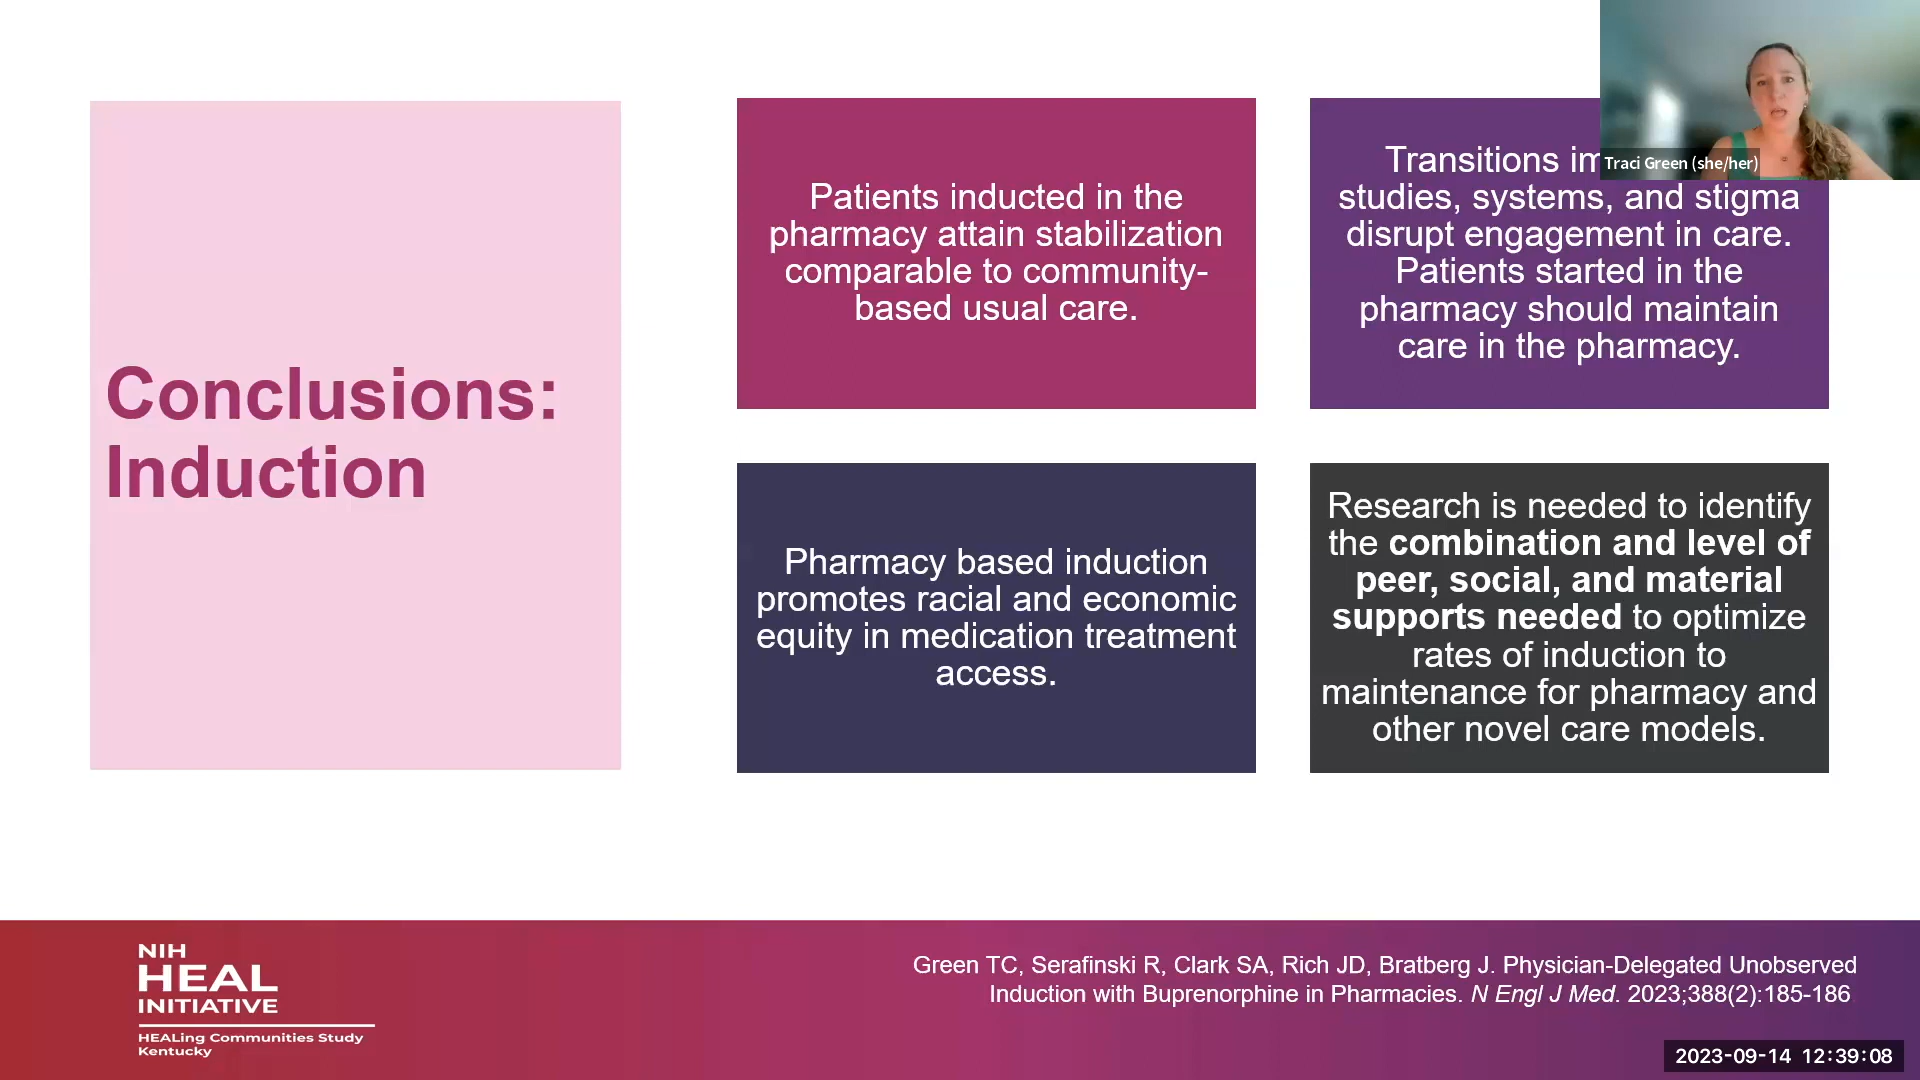 Conclusions:
Induction
Patients inducted in the
pharmacy attain stabilization
comparable to community-
based usual care.
Transitions
studies, systems, and stigma
disrupt engagement in care.
Patients started in the
pharmacy should maintain
care in the pharmacy.
Pharmacy based induction
promotes racial and economic
equity in medication treatment
access.
Research is needed to identify
the combination and level of
peer, social, and material
supports needed to optimize
rates of induction to
maintenance for pharmacy and
other novel care models.
Traci Green (she/her)
NIH
HEAL
INITIATIVE
HEALing Communities Study
Kentucky
Green TC, Serafinski R, Clark SA, Rich JD, Bratberg J. Physician-Delegated Unobserved
Induction with Buprenorphine in Pharmacies. N Engl J Med. 2023;388(2):185-186
2023-09-14 12:39:08